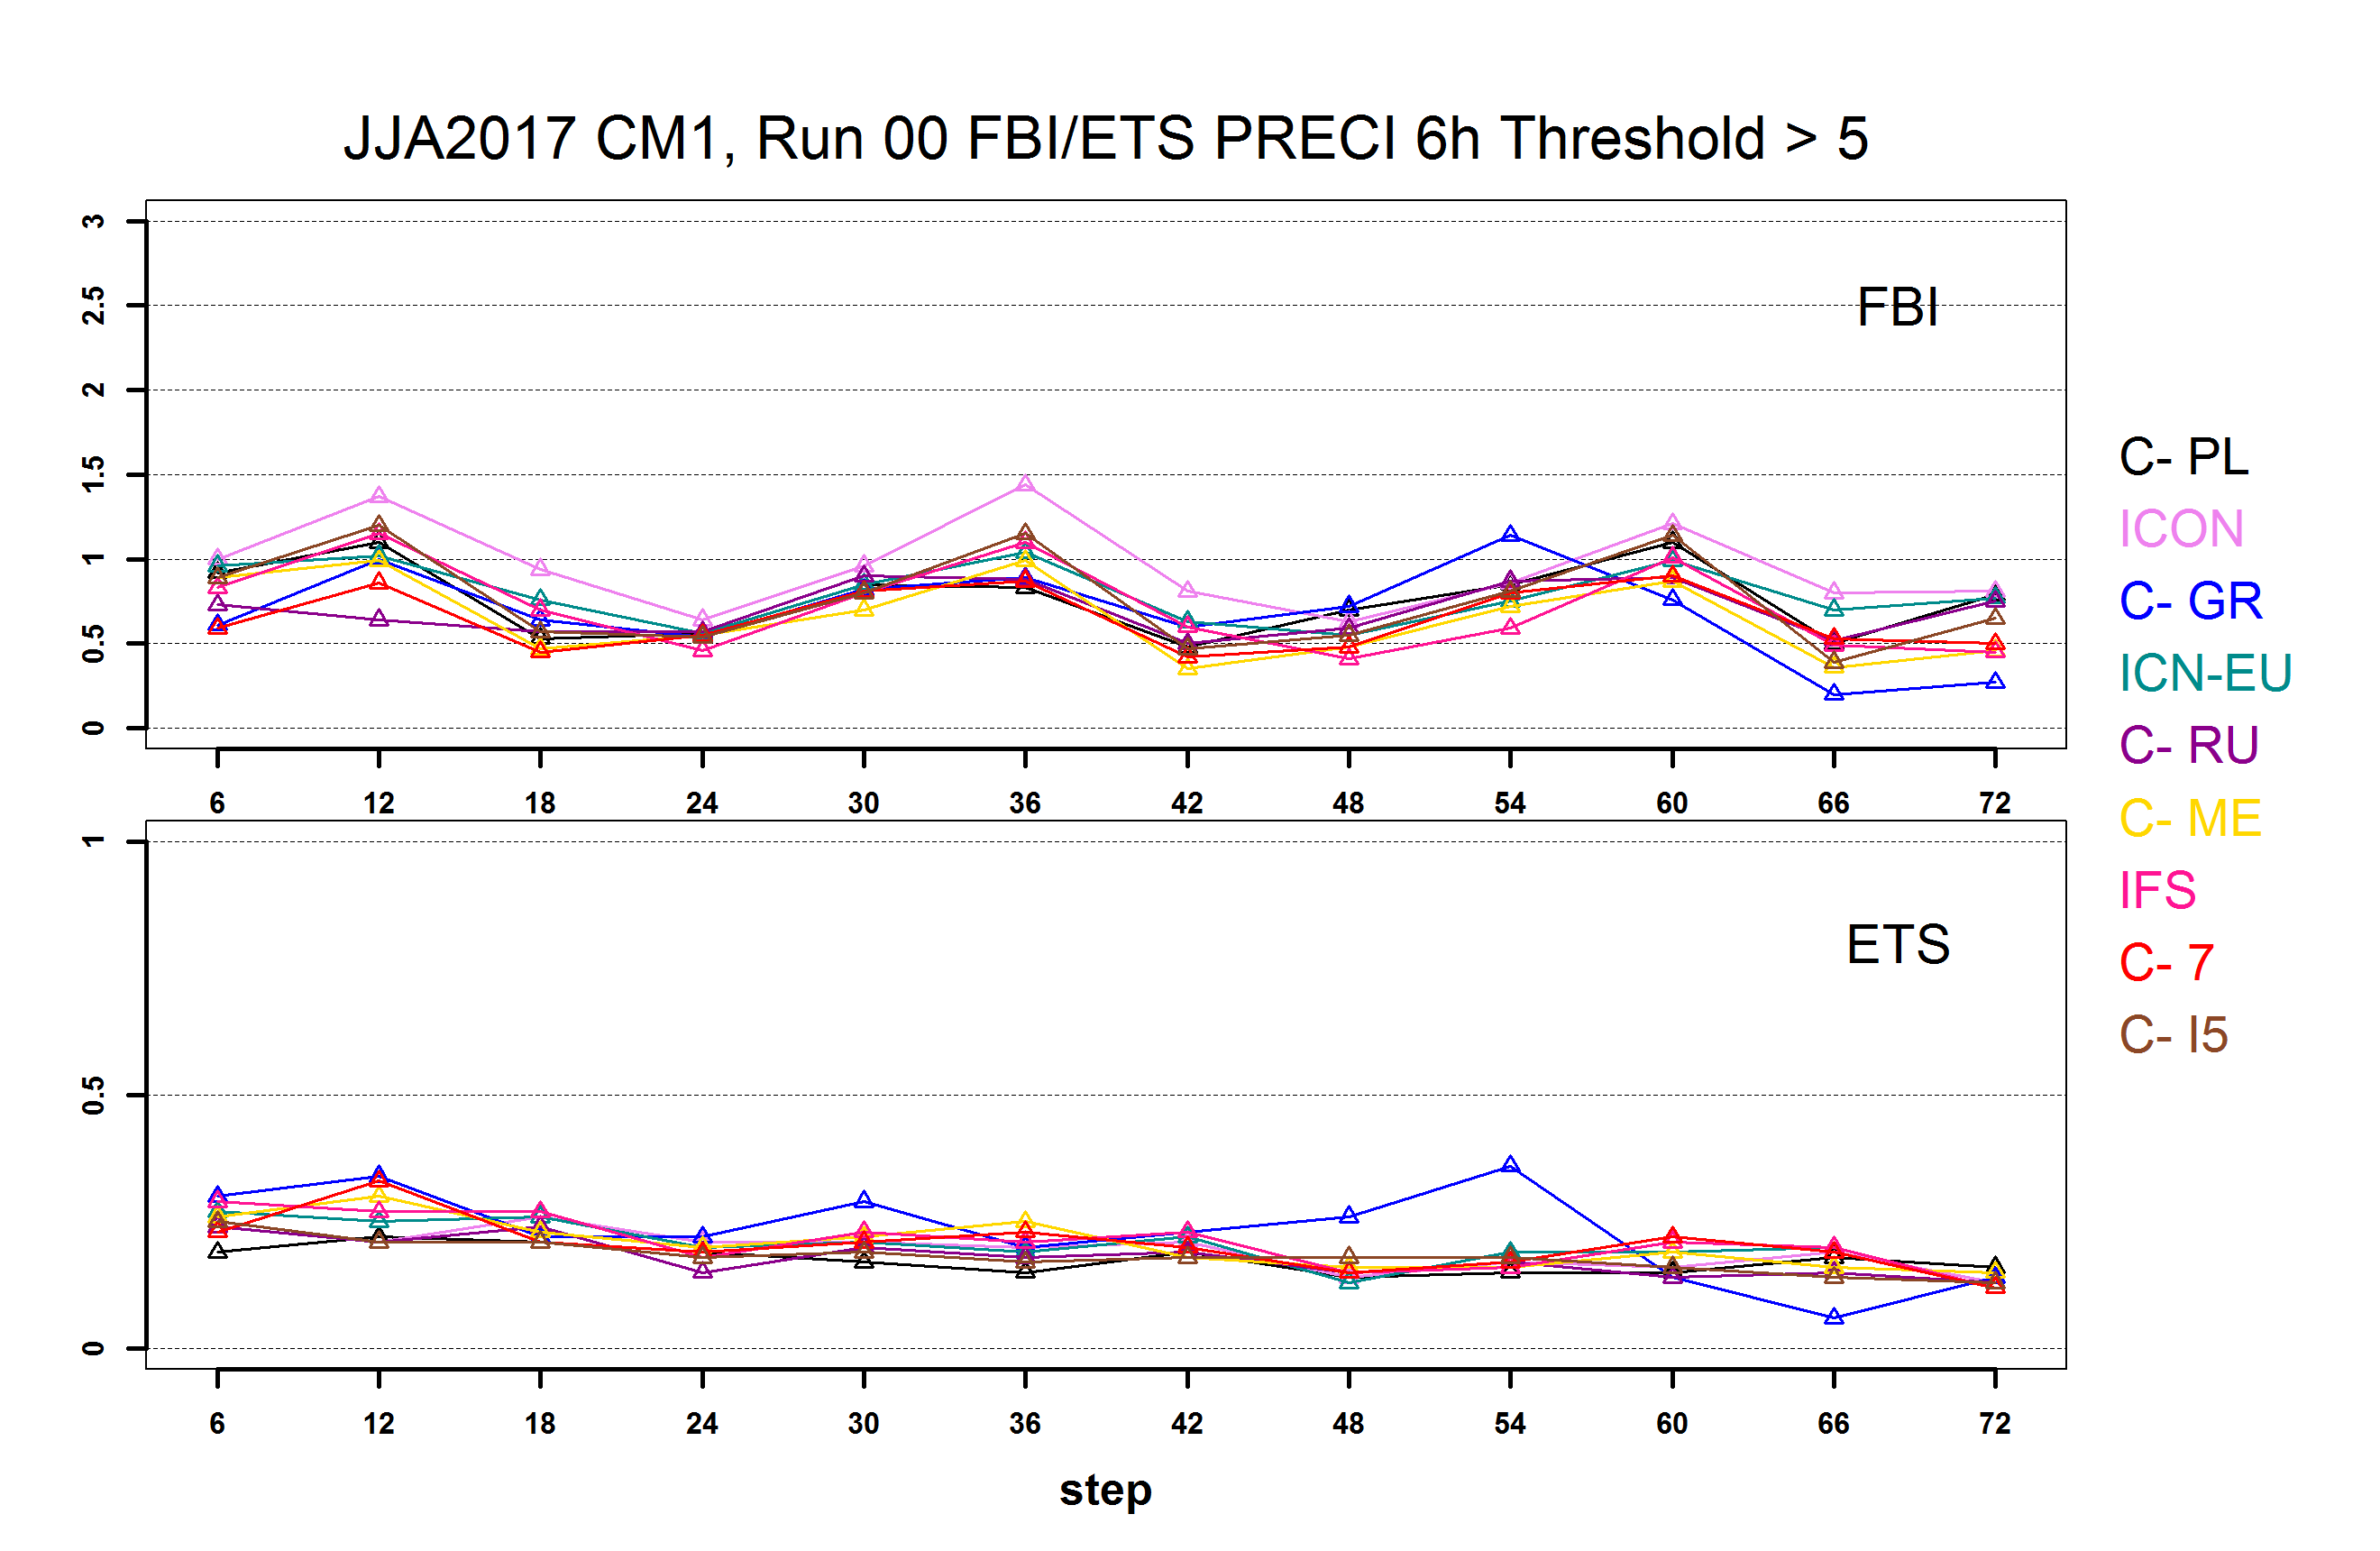 JJA2017 CM1, Run 00 FBI/ETS PRECI 6h Threshold > 5
3
2.5
2
1.5
1
0.5
0
FBI
6 12 18 24 30 36 42 48 54 60 66 72
1
0.5
0
ETS
6 12 18 24 30 36 42 48 54 60 66 72
step
C- PL
ICON
C- GR
ICN-EU
C- RU
C- ME
IFS
C- 7
C- I5